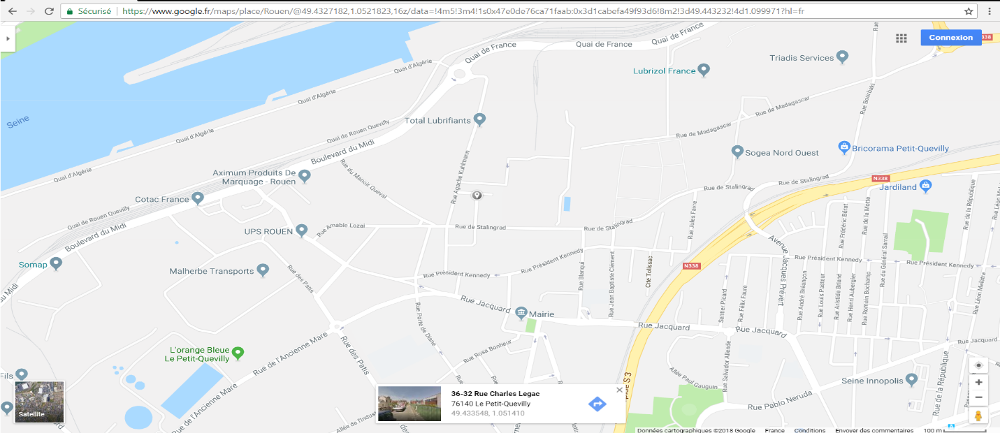 Sécurisé
https://www.google.fr/maps/place/Rouen/@49.4327182,1.0521823,16z/data=!4m5!3m4!1s0x47e0de76ca71faab:0x3d1cabefa49f93d6!8m2!3d49.443232!4d1.099971?hl=fr
Connexion
Quai de France
Quai de France
Quai de France
Triadis Services
Lubrizol France
Quai d'Algérie
Quai d'Algérie
Rue Bourbaki
Rue de Madagascar
Rue de Madagascar
Seine
Total Lubrifiants
Quai d'Algérie
Quai de Rouen Quevilly
Boulevard du Midi
Sogea Nord Ouest
Bricorama Petit-Quevilly
Quai d'Algérie
Aximum Produits De
Marquage - Rouen
Rue du Manoir Queval
Rue Agache Kuhlmann
Rue de Stalingrad
Rue de Stalingrad
N338
Jardiland
Cotac France
Quai de Rouen Quevilly
Boulevard du Midi
UPS ROUEN
Rue Amable Lozai
Rue de Stalingrad
Rue de Stalingrad
Rue Jules Favre
Rue Frédéric Bérat
Rue de la Motte
Rue de la République
Avenue Jacques Prévert
Rue du Général Sarrail
Rue Président Kennedy
Rue Président Kennedy
Rue Président Kennedy
Rue Président Kennedy
Somap
Malherbe Transports
N338
Rue des Patis
Rue Blanqui
Rue Jean Baptiste Clément
Cité Tolissac
Sentier Picard
Rue Félix Faure
Rue André Bréançon
Rue Louis Pasteur
Rue Aristide Briand
Rue Henri Aubergier
Rue Romain Bochamp
Rue Léon Maletra
Rue Jacquard
Mairie
Rue Jacquard
Rue Jacquard
Rue Jacquard
Rue Porte de Diane
Rue des Patis
Rue de l'Ancienne Mare
Rue Rosa Bonheur
L'orange Bleue
Le Petit-Quevilly
Rue Salvador Allende
Allée Paul Gauguin
Seine Innopolis
Rue de la République
Rue Pablo Neruda
Rue de l'Ancienne Mare
Fils
Satellite
36-32 Rue Charles Legac
76140 Le Petit-Quevilly
49.433548, 1.051410
Données cartographiques ©2018 Google France Conditions Envoyer des commentaires 100 m